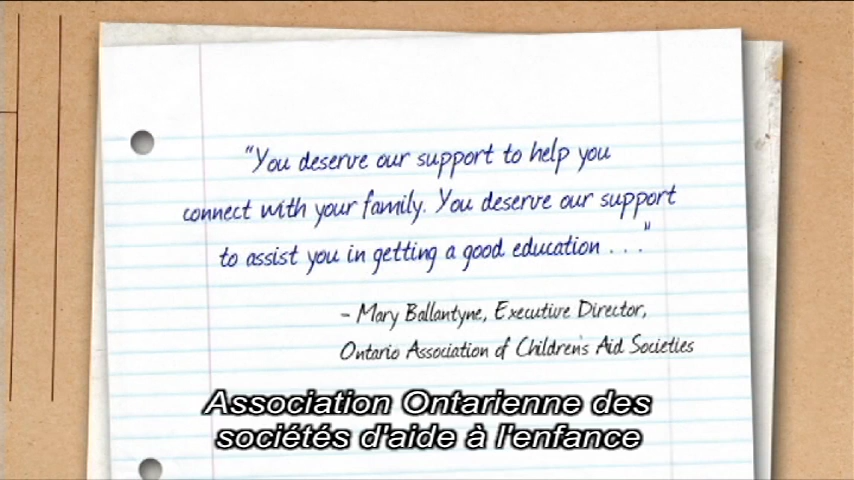 "You deserve our support to help you
connect with your family. You deserve our support
to assist you in getting a good education . . ."
- Mary Ballantyne, Executive Director,
Ontario Association of Children's Aid Societies
Association Ontarienne des
sociétés d'aide à l'enfance